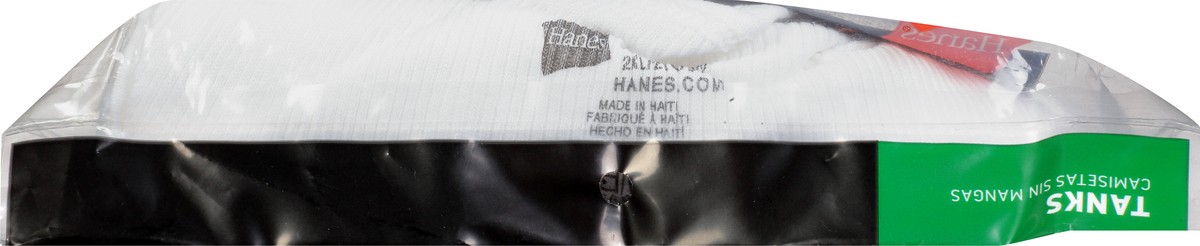 Hanes
Hanes
HANES.COM
MADE IN HAITI
FABRIQUÉ À HAITI
HECHO EN HAITI
TANKS
CAMISETAS SIN MANGAS